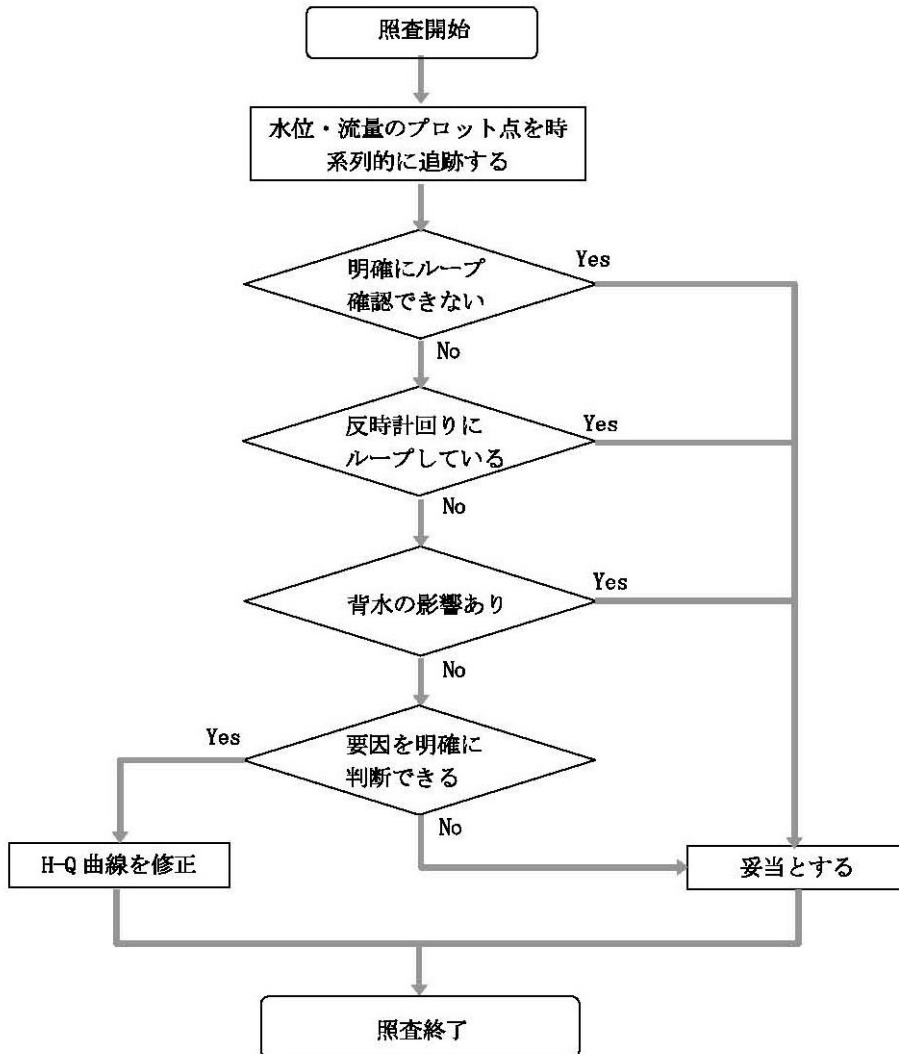 照査開始
水位・流量のプロット点を時
系列的に追跡する
明確にループ
確認できない
Yes
No
反時計回りに
ループしている
Yes
No
背水の影響あり
Yes
No
要因を明確に
判断できる
Yes
No
H-Q曲線を修正
妥当とする
照査終了